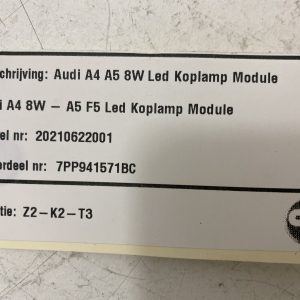 chrijving: Audi A4 A5 8W Led Koplamp Module
i A4 8W – A5 F5 Led Koplamp Module
el nr: 20210622001
erdeel nr: 7PP941571BC
tie: Z2–K2–T3